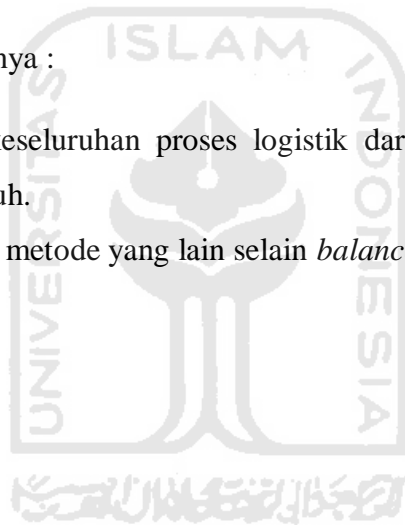 nya :
keseluruhan proses logistik dar
uh.
metode yang lain selain balanc
ISLAM
UNIVERSITAS
INDONESIA